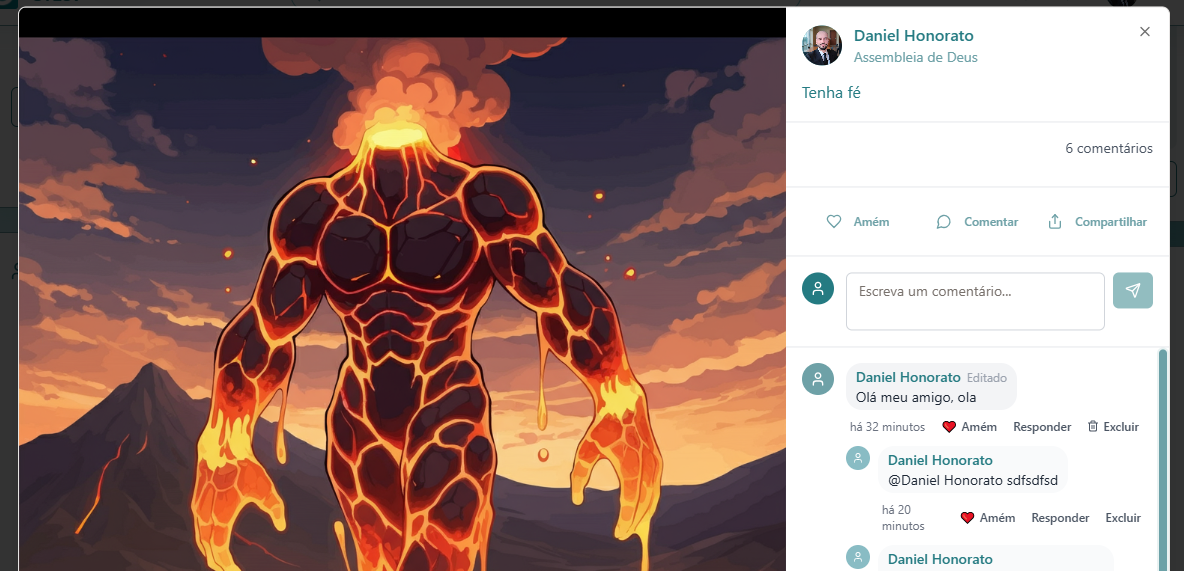 Daniel Honorato
Assembleia de Deus
Tenha fé
6 comentários
Amém Comentar Compartilhar
Escreva um comentário...
Daniel Honorato Editado
Olá meu amigo, ola
há 32 minutos Amém Responder Excluir
Daniel Honorato
@Daniel Honorato sdfsdfsd
há 20
minutos Amém Responder Excluir
Daniel Honorato